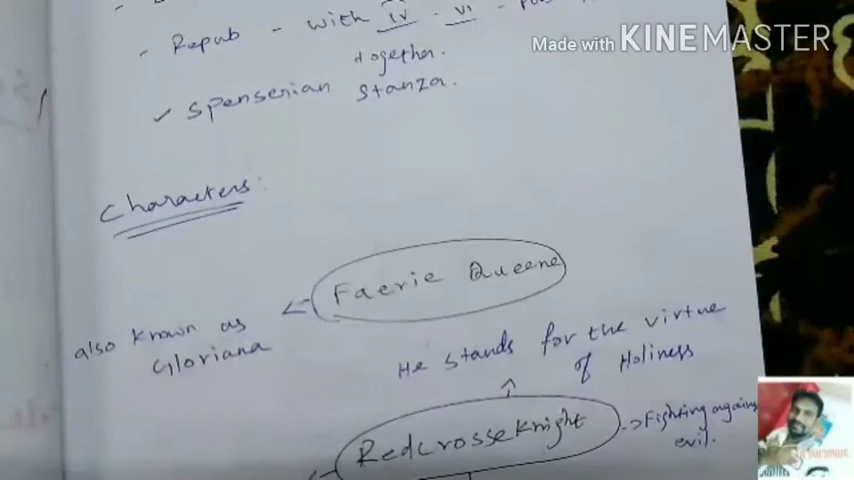 - Repub - with IV - VI -
together.
✓ Spenserian stanza.
Made with KINEMASTER
Characters:
Faerie Queene
also known as
Gloriana
He stands for the virtue
of Holiness
Redcrosse Knight
-> Fighting agains
evil.